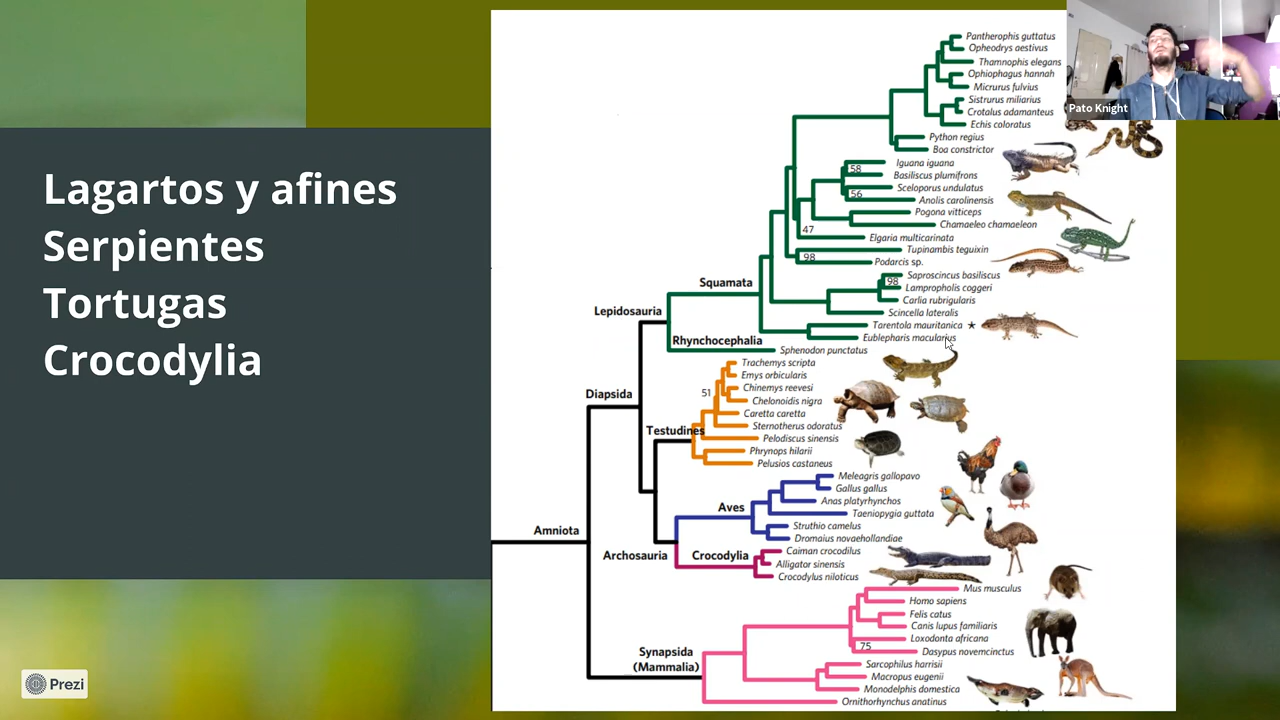 Lagartos y afines
Serpientes
Tortugas
Crocodylia
Prezi
Pato Knight
Pantherophis guttatus
Opheodrys aestivus
Thamnophis elegans
Ophiophagus hannah
Micrurus fulvius
Sistrurus miliarius
Crotalus adamanteus
Echis coloratus
Python regius
Boa constrictor
Iguana iguana
58
Basiliscus plumifrons
Sceloporus undulatus
56
Anolis carolinensis
Pogona vitticeps
Chamaeleo chamaeleon
47
Elgaria multicarinata
Tupinambis teguixin
98
Podarcis sp.
Saproscincus basiliscus
98
Lampropholis coggeri
Carlia rubrigularis
Scincella lateralis
Tarentola mauritanica ★
Eublepharis macularius
Squamata
Lepidosauria
Rhynchocephalia
Sphenodon punctatus
Trachemys scripta
Emys orbicularis
Chinemys reevesi
51
Chelonoidis nigra
Caretta caretta
Sternotherus odoratus
Pelodiscus sinensis
Phrynops hilarii
Pelusios castaneus
Diapsida
Testudines
Meleagris gallopavo
Gallus gallus
Anas platyrhynchos
Taeniopygia guttata
Struthio camelus
Dromaius novaehollandiae
Aves
Amniota
Archosauria
Crocodylia
Caiman crocodilus
Alligator sinensis
Crocodylus niloticus
Mus musculus
Homo sapiens
Felis catus
Canis lupus familiaris
Loxodonta africana
75
Dasypus novemcinctus
Synapsida
(Mammalia)
Sarcophilus harrisii
Macropus eugenii
Monodelphis domestica
Ornithorhynchus anatinus